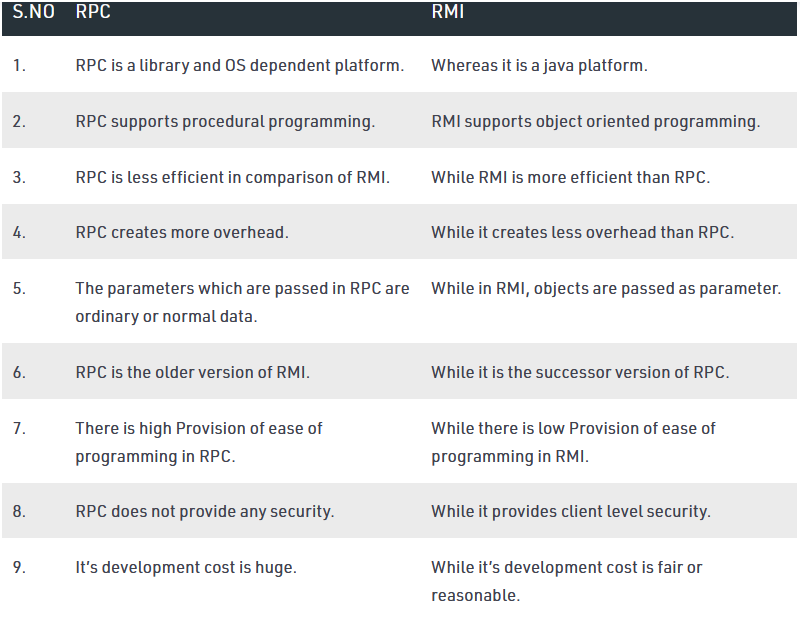 S.NO RPC RMI
1. RPC is a library and OS dependent platform. Whereas it is a java platform.
2. RPC supports procedural programming. RMI supports object oriented programming.
3. RPC is less efficient in comparison of RMI. While RMI is more efficient than RPC.
4. RPC creates more overhead. While it creates less overhead than RPC.
5. The parameters which are passed in RPC are While in RMI, objects are passed as parameter.
ordinary or normal data.
6. RPC is the older version of RMI. While it is the successor version of RPC.
7. There is high Provision of ease of While there is low Provision of ease of
programming in RPC. programming in RMI.
8. RPC does not provide any security. While it provides client level security.
9. It’s development cost is huge. While it’s development cost is fair or
reasonable.